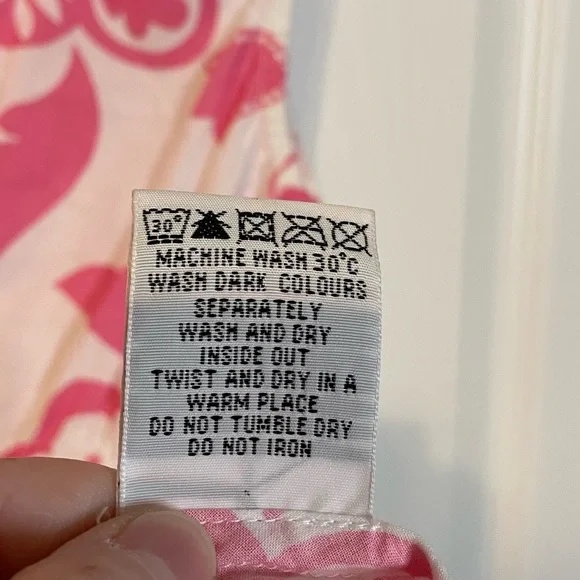 30°
MACHINE WASH 30°C
WASH DARK COLOURS
SEPARATELY
WASH AND DRY
INSIDE OUT
TWIST AND DRY IN A
WARM PLACE
DO NOT TUMBLE DRY
DO NOT IRON